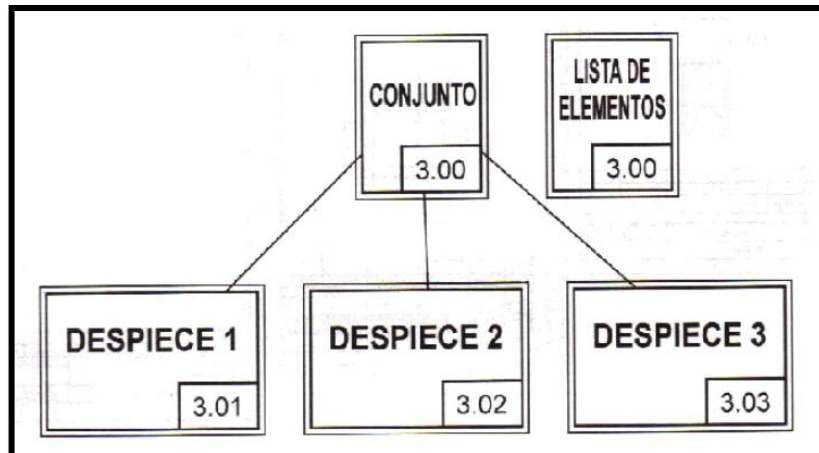 CONJUNTO
3.00
LISTA DE
ELEMENTOS
3.00
DESPIECE 1
3.01
DESPIECE 2
3.02
DESPIECE 3
3.03